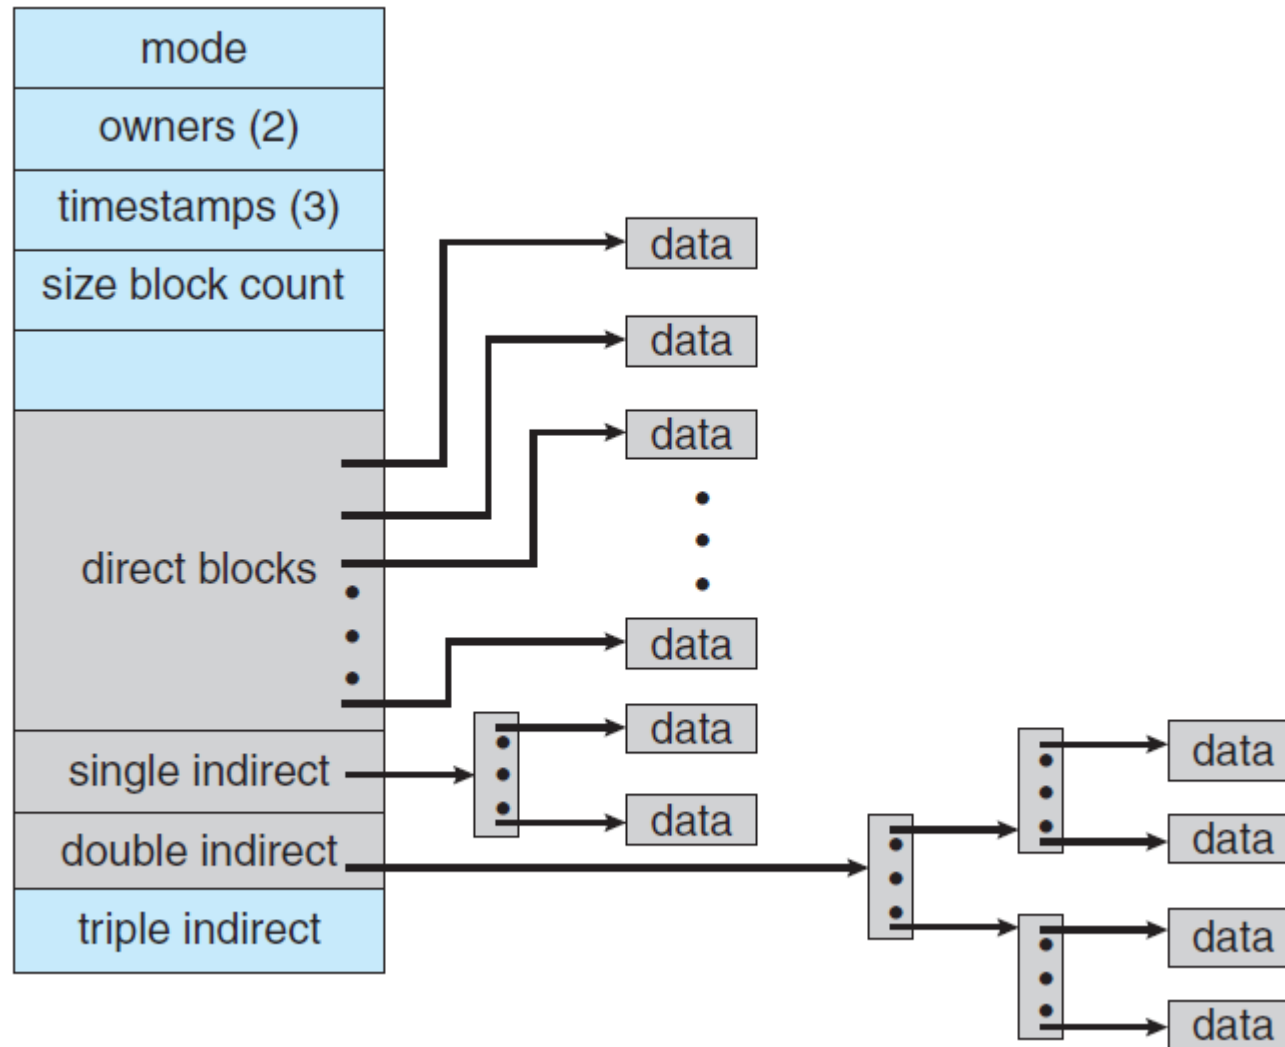 mode
owners (2)
timestamps (3)
size block count
direct blocks
single indirect
double indirect
triple indirect
data
data
data
data
data
data
data
data
data
data